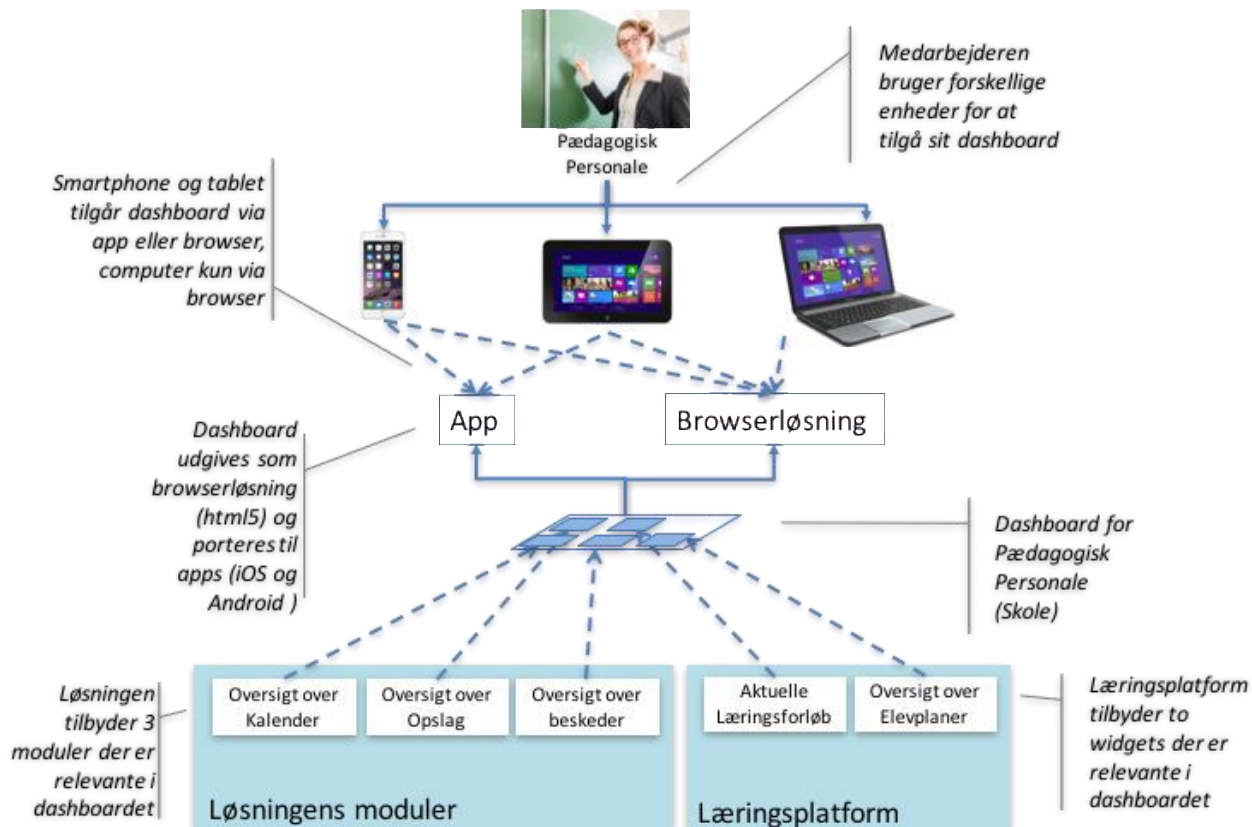 Pædagogisk
Personale
Medarbejderen
bruger forskellige
enheder for at
tilgå sit dashboard
Smartphone og tablet
tilgår dashboard via
app eller browser,
computer kun via
browser
App
Browserløsning
Dashboard
udgives som
browserløsning
(html5) og
porteres til
apps (iOS og
Android )
Dashboard for
Pædagogisk
Personale
(Skole)
Løsningen
tilbyder 3
moduler der er
relevante i
dashboardet
Oversigt over
Kalender
Oversigt over
Opslag
Oversigt over
beskeder
Løsningens moduler
Aktuelle
Læringsforløb
Oversigt over
Elevplaner
Læringsplatform
Læringsplatform
tilbyder to
widgets der er
relevante i
dashboardet